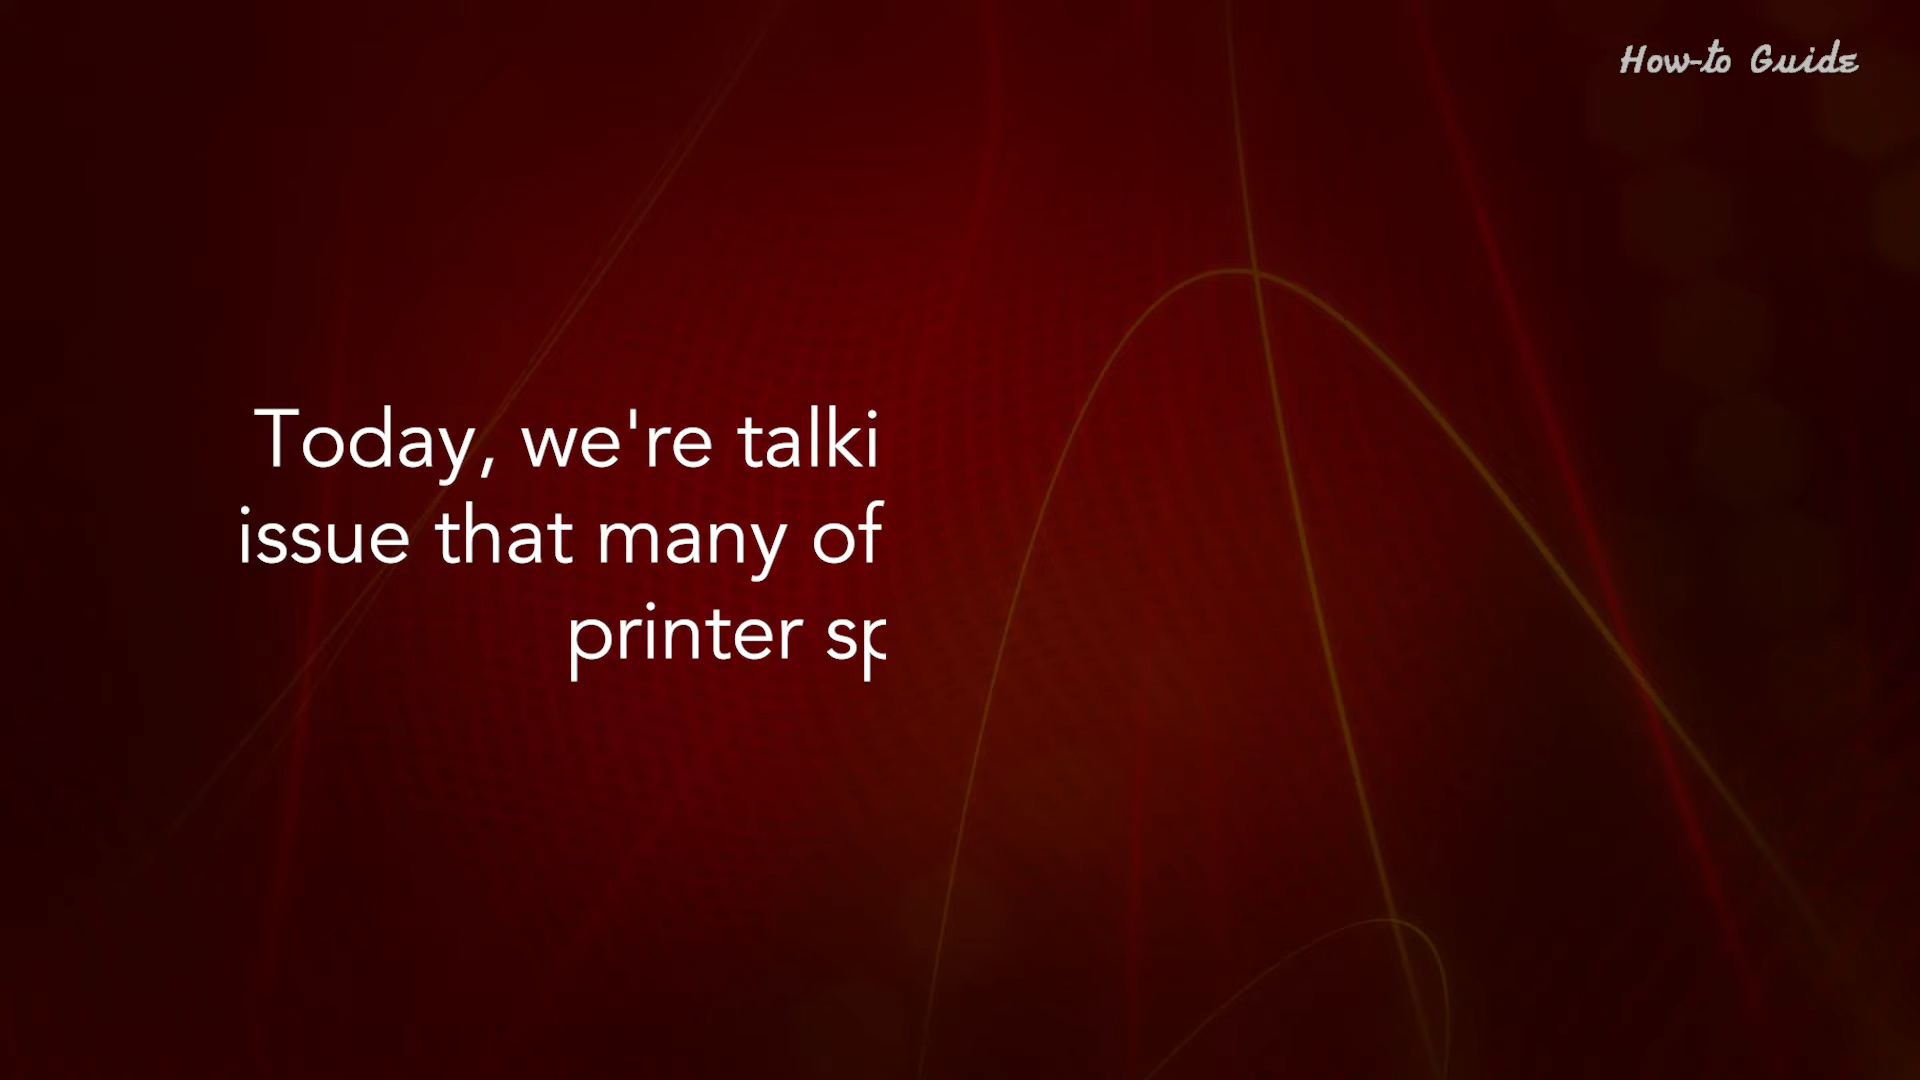 How-to Guide
Today, we're talki
issue that many of
printer sp